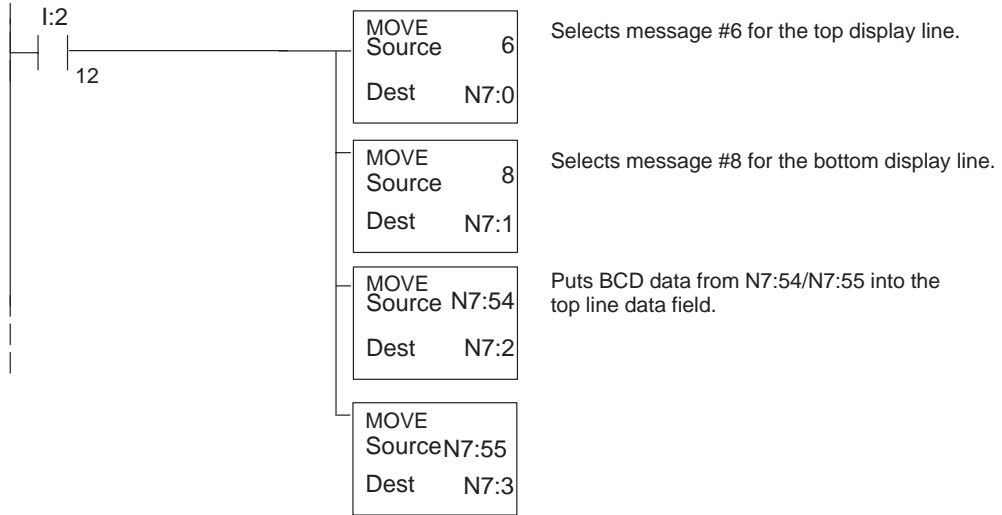 I:2
12
MOVE
Source 6
Dest N7:0
Selects message #6 for the top display line.
MOVE
Source 8
Dest N7:1
Selects message #8 for the bottom display line.
MOVE
Source N7:54
Dest N7:2
Puts BCD data from N7:54/N7:55 into the
top line data field.
MOVE
Source N7:55
Dest N7:3